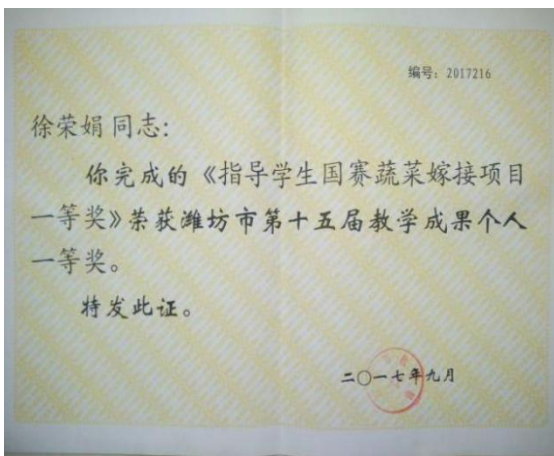 编号：2017216
徐荣娟同志：
你完成的《指导学生国赛蔬菜嫁接项目
一等奖》荣获潍坊市第十五届教学成果个人
一等奖。
特发此证。
二〇一七年九月